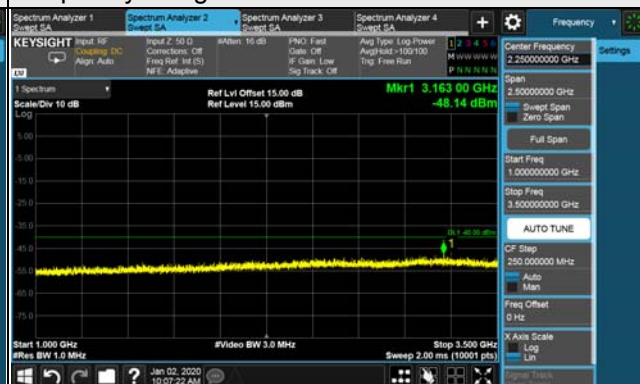 Spectrum Analyzer 1
Swept SA
Spectrum Analyzer 2
Swept SA
Spectrum Analyzer 3
Swept SA
Spectrum Analyzer 4
Swept SA
+
Frequency
KEYSIGHT
Input: RF
Coupling: DC
Align: Auto
Input Z: 50 Ω
Corrections: Off
Freq Ref: Int (S)
NFE: Adaptive
#Atten: 16 dB
PNO: Fast
Gate: Off
IF Gain: Low
Sig Track: Off
Avg Type: Log-Power
Avg|Hold:>100/100
Trig: Free Run
1 2 3 4 5 6
M W W W W W
P N N N N N
LXI
1 Spectrum
Scale/Div 10 dB
Log
Ref Lvl Offset 15.00 dB
Ref Level 15.00 dBm
Mkr1 3.163 00 GHz
-48.14 dBm
5.00
-5.00
-15.0
-25.0
-35.0
DL1 -40.00 dBm
1
-45.0
-55.0
-65.0
-75.0
Start 1.000 GHz
#Res BW 1.0 MHz
#Video BW 3.0 MHz
Stop 3.500 GHz
Sweep 2.00 ms (10001 pts)
Jan 02, 2020
10:07:22 AM
Center Frequency
2.250000000 GHz
Settings
Span
2.50000000 GHz
Swept Span
Zero Span
Full Span
Start Freq
1.000000000 GHz
Stop Freq
3.500000000 GHz
AUTO TUNE
CF Step
250.000000 MHz
Auto
Man
Freq Offset
0 Hz
X Axis Scale
Log
Lin
Signal Track